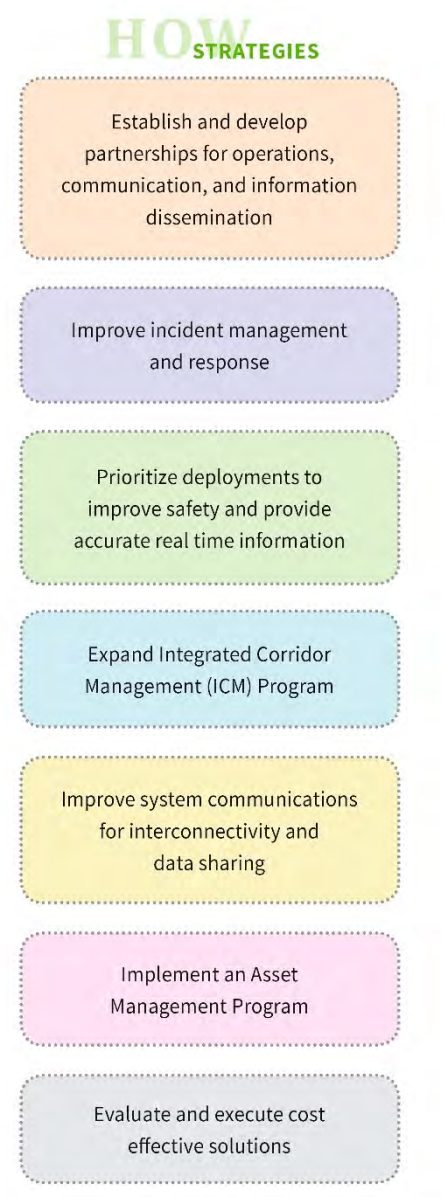 HOW
STRATEGIES
Establish and develop
partnerships for operations,
communication, and information
dissemination
Improve incident management
and response
Prioritize deployments to
improve safety and provide
accurate real time information
Expand Integrated Corridor
Management (ICM) Program
Improve system communications
for interconnectivity and
data sharing
Implement an Asset
Management Program
Evaluate and execute cost
effective solutions